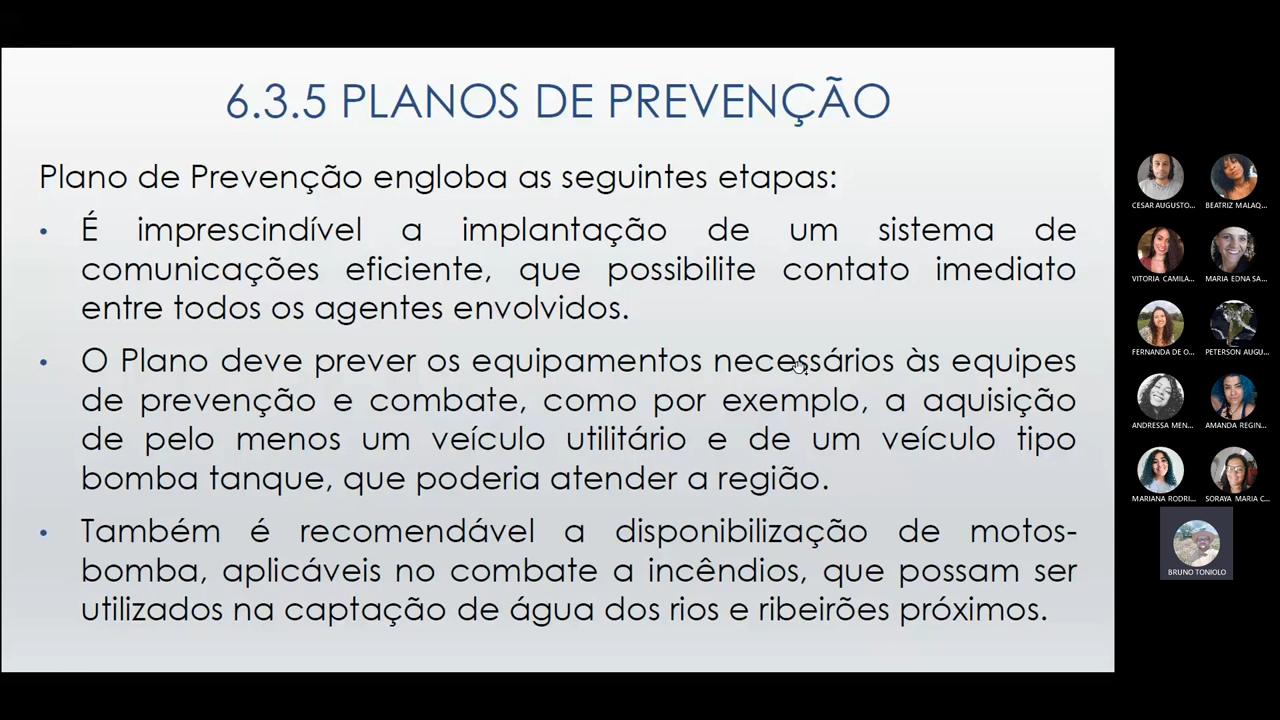 6.3.5 PLANOS DE PREVENÇÃO
Plano de Prevenção engloba as seguintes etapas:
• É imprescindível a implantação de um sistema de
comunicações eficiente, que possibilite contato imediato
entre todos os agentes envolvidos.
• O Plano deve prever os equipamentos necessários às equipes
de prevenção e combate, como por exemplo, a aquisição
de pelo menos um veículo utilitário e de um veículo tipo
bomba tanque, que poderia atender a região.
• Também é recomendável a disponibilização de motos-
bomba, aplicáveis no combate a incêndios, que possam ser
utilizados na captação de água dos rios e ribeirões próximos.
CESAR AUGUSTO... BEATRIZ MALAQ...
VITORIA CAMILA... MARIA EDNA SA...
FERNANDA DE O... PETERSON AUGU...
ANDRESSA MEN... AMANDA REGIN...
MARIANA RODRI... SORAYA MARIA C...
BRUNO TONIOLO